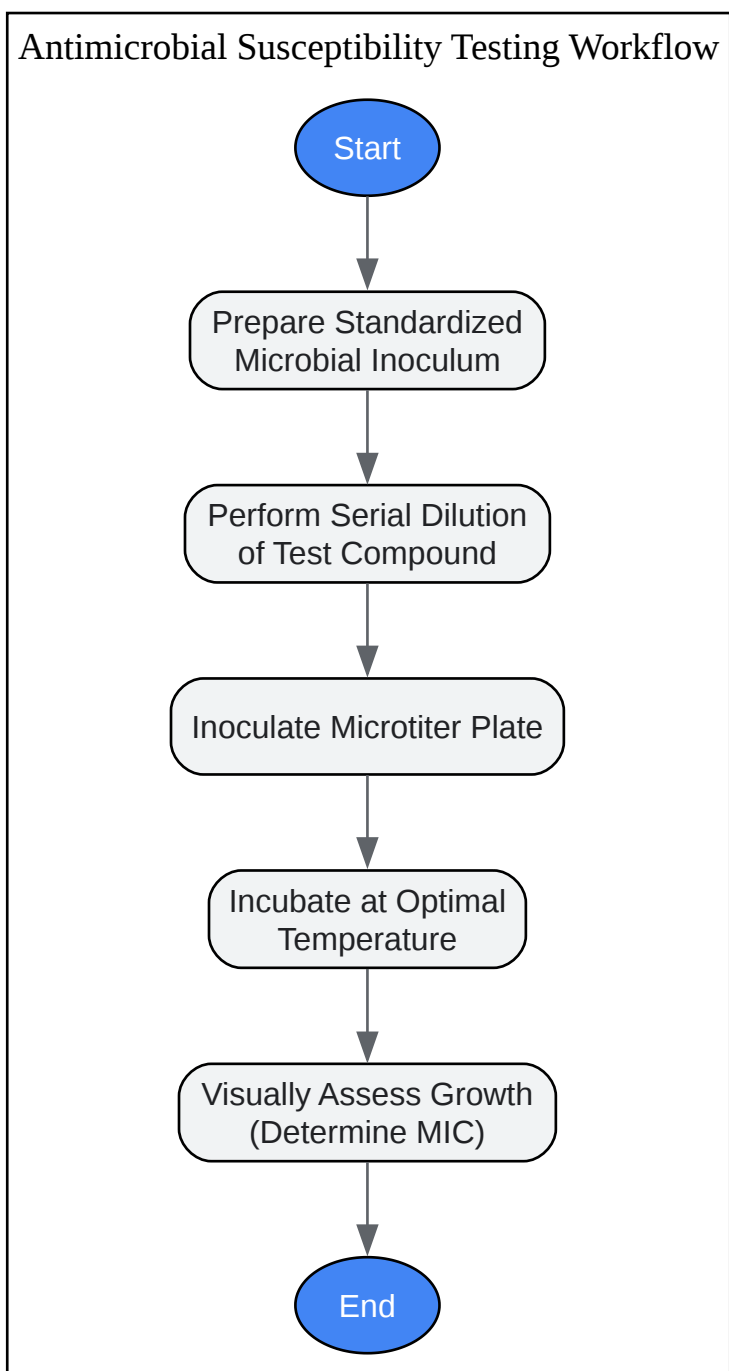 Antimicrobial Susceptibility Testing Workflow
Start
Prepare Standardized
Microbial Inoculum
Perform Serial Dilution
of Test Compound
Inoculate Microtiter Plate
Incubate at Optimal
Temperature
Visually Assess Growth
(Determine MIC)
End